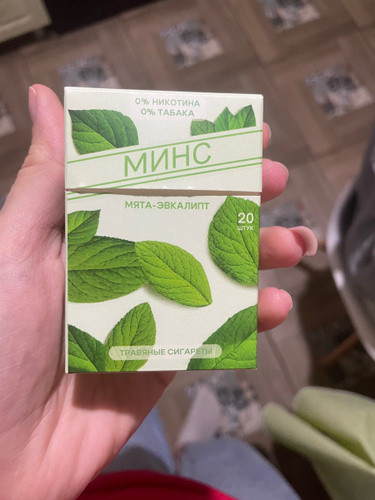 0% НИКОТИНА
0% ТАБАКА
МИНС
МЯТА-ЭВКАЛИПТ
20
ШТУК
ТРАВЯНЫЕ СИГАРЕТЫ